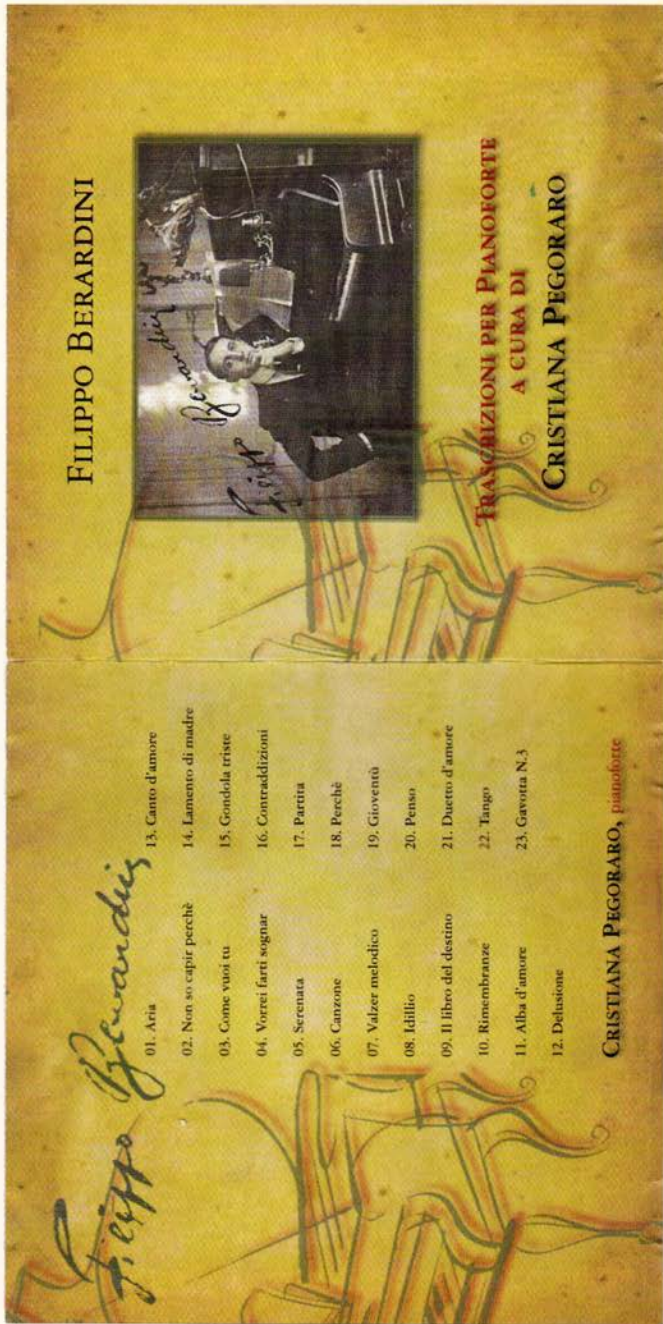 Filippo Berardini
01. Aria
02. Non so capir perchè
03. Come vuoi tu
04. Vorrei farti sognar
05. Serenata
06. Canzone
07. Valzer melodico
08. Idillio
09. Il libro del destino
10. Rimembranze
11. Alba d'amore
12. Delusione
13. Canto d'amore
14. Lamento di madre
15. Gondola triste
16. Contraddizioni
17. Partita
18. Perchè
19. Gioventù
20. Penso
21. Duetto d'amore
22. Tango
23. Gavotta N.3
CRISTIANA PEGORARO, pianoforte
FILIPPO BERARDINI
Filippo Berardini
TRASCRIZIONI PER PIANOFORTE
A CURA DI
CRISTIANA PEGORARO